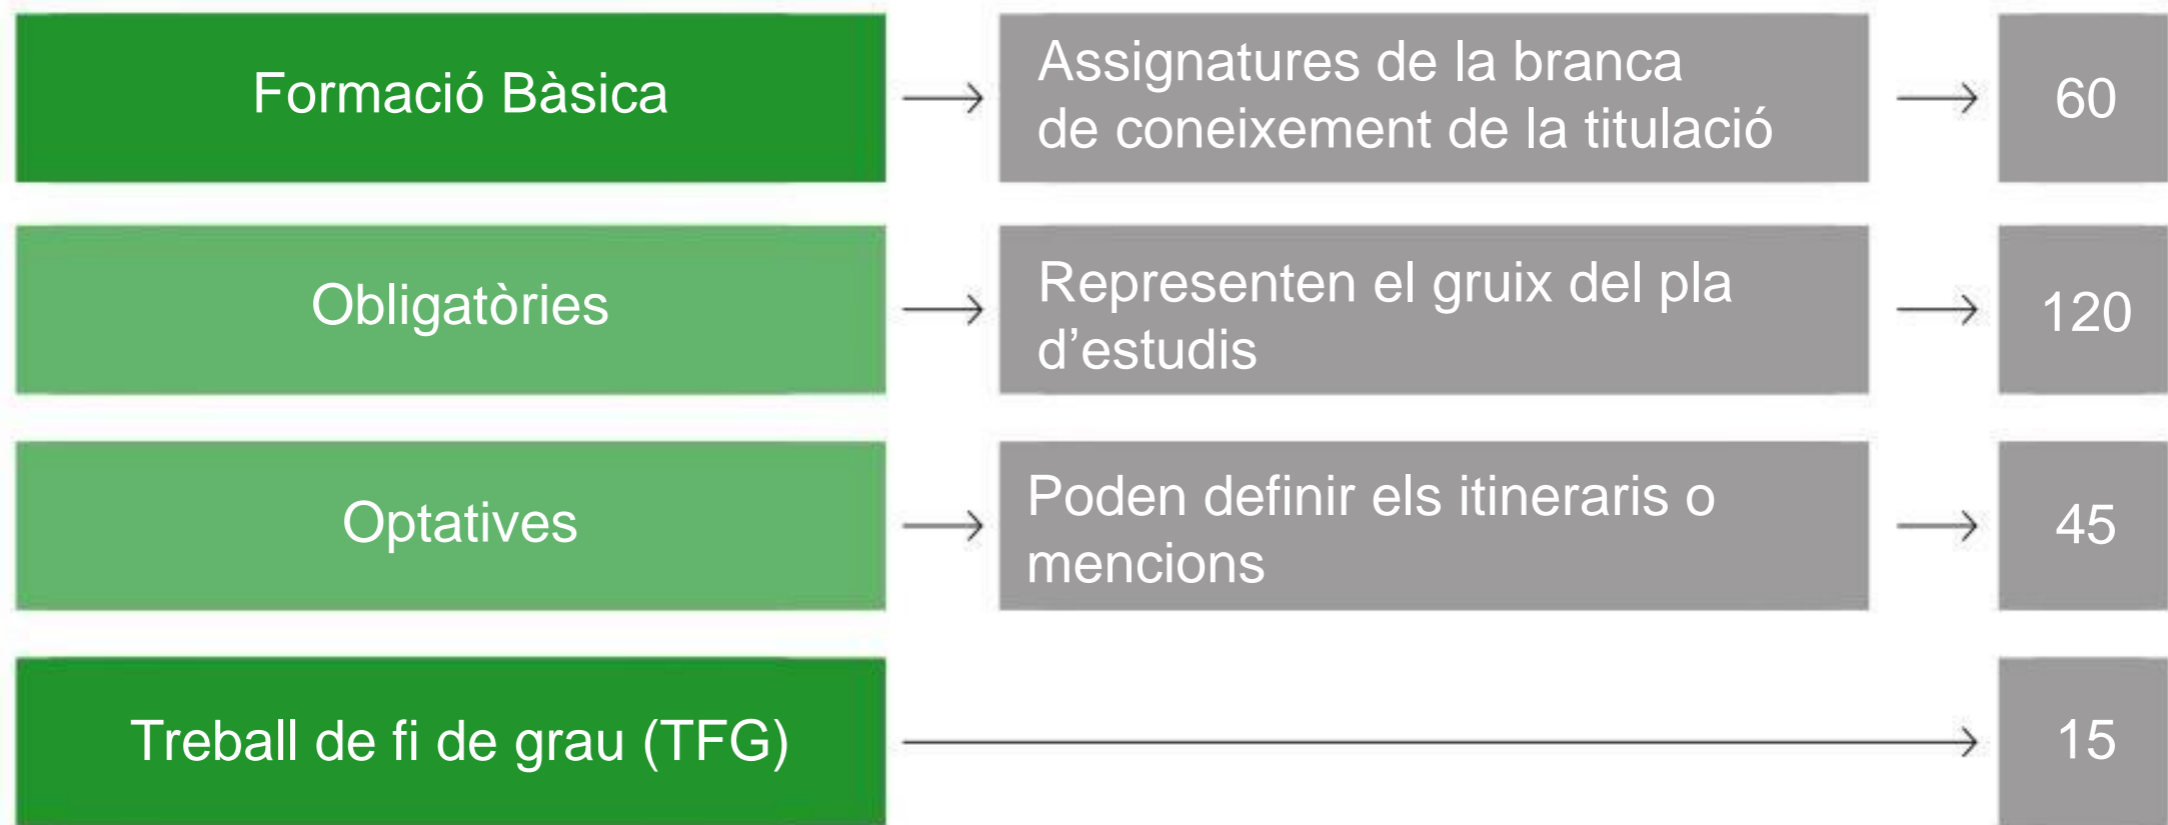 Formació Bàsica
Assignatures de la branca
de coneixement de la titulació
60
Obligatòries
Representen el gruix del pla
d’estudis
120
Optatives
Poden definir els itineraris o
mencions
45
Treball de fi de grau (TFG)
15